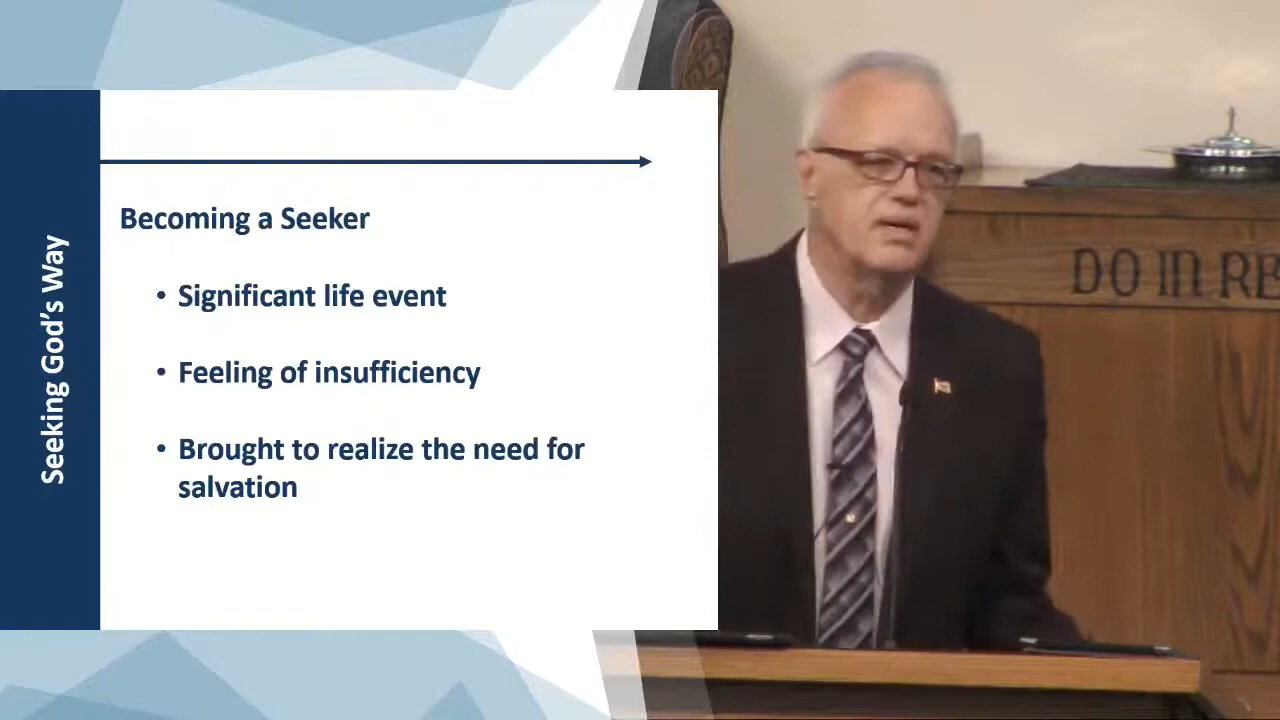 Seeking God's Way
Becoming a Seeker
• Significant life event
• Feeling of insufficiency
• Brought to realize the need for
salvation
DO IN RE